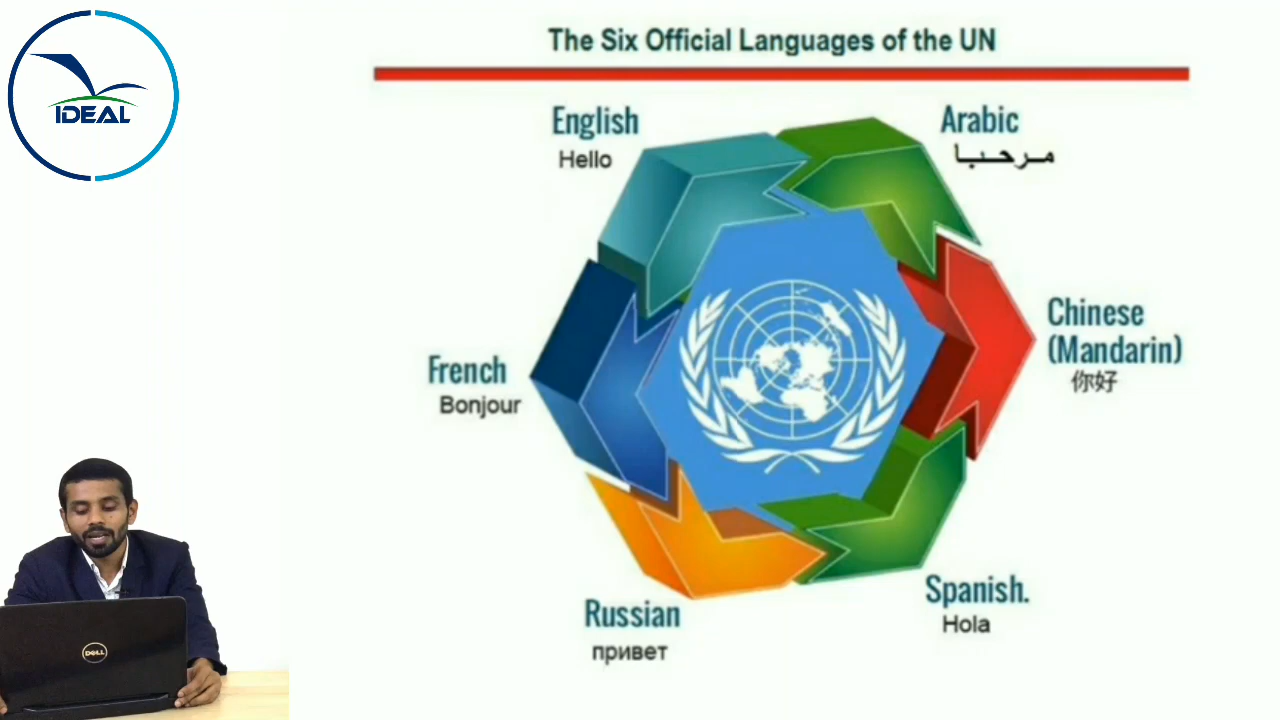 IDEAL
The Six Official Languages of the UN
English
Hello
Arabic
مرحبا
Chinese
(Mandarin)
你好
French
Bonjour
Spanish.
Hola
Russian
привет
DELL